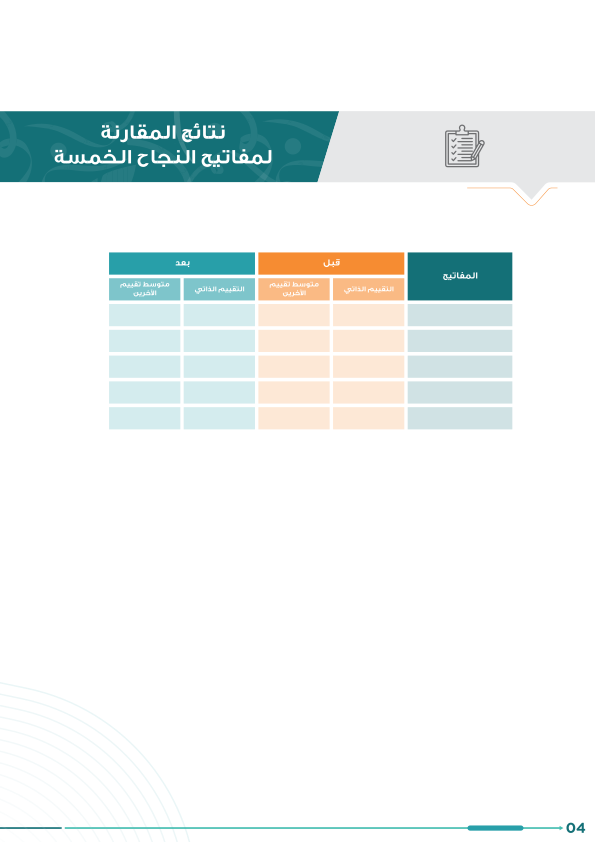 نتائج المقارنة
لمفاتيح النجاح الخمسة
المفاتيح
قبل
بعد
التقييم الذاتي
متوسط تقييم
الآخرين
التقييم الذاتي
متوسط تقييم
الآخرين
04